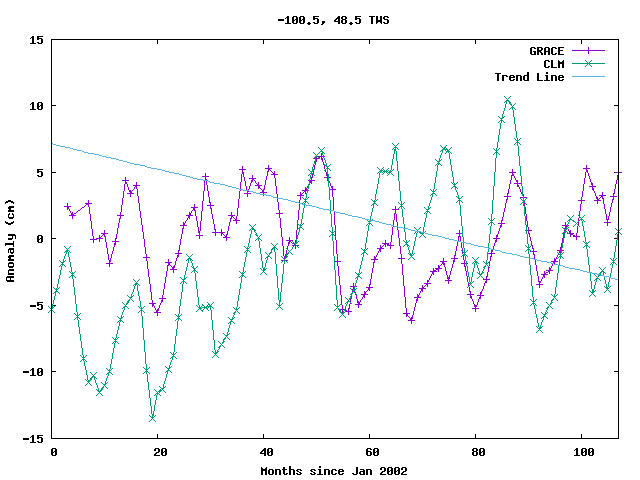 -100.5, 48.5 TWS
GRACE
CLM
Trend Line
15
10
5
0
-5
-10
-15
Anomaly (cm)
0 20 40 60 80 100
Months since Jan 2002